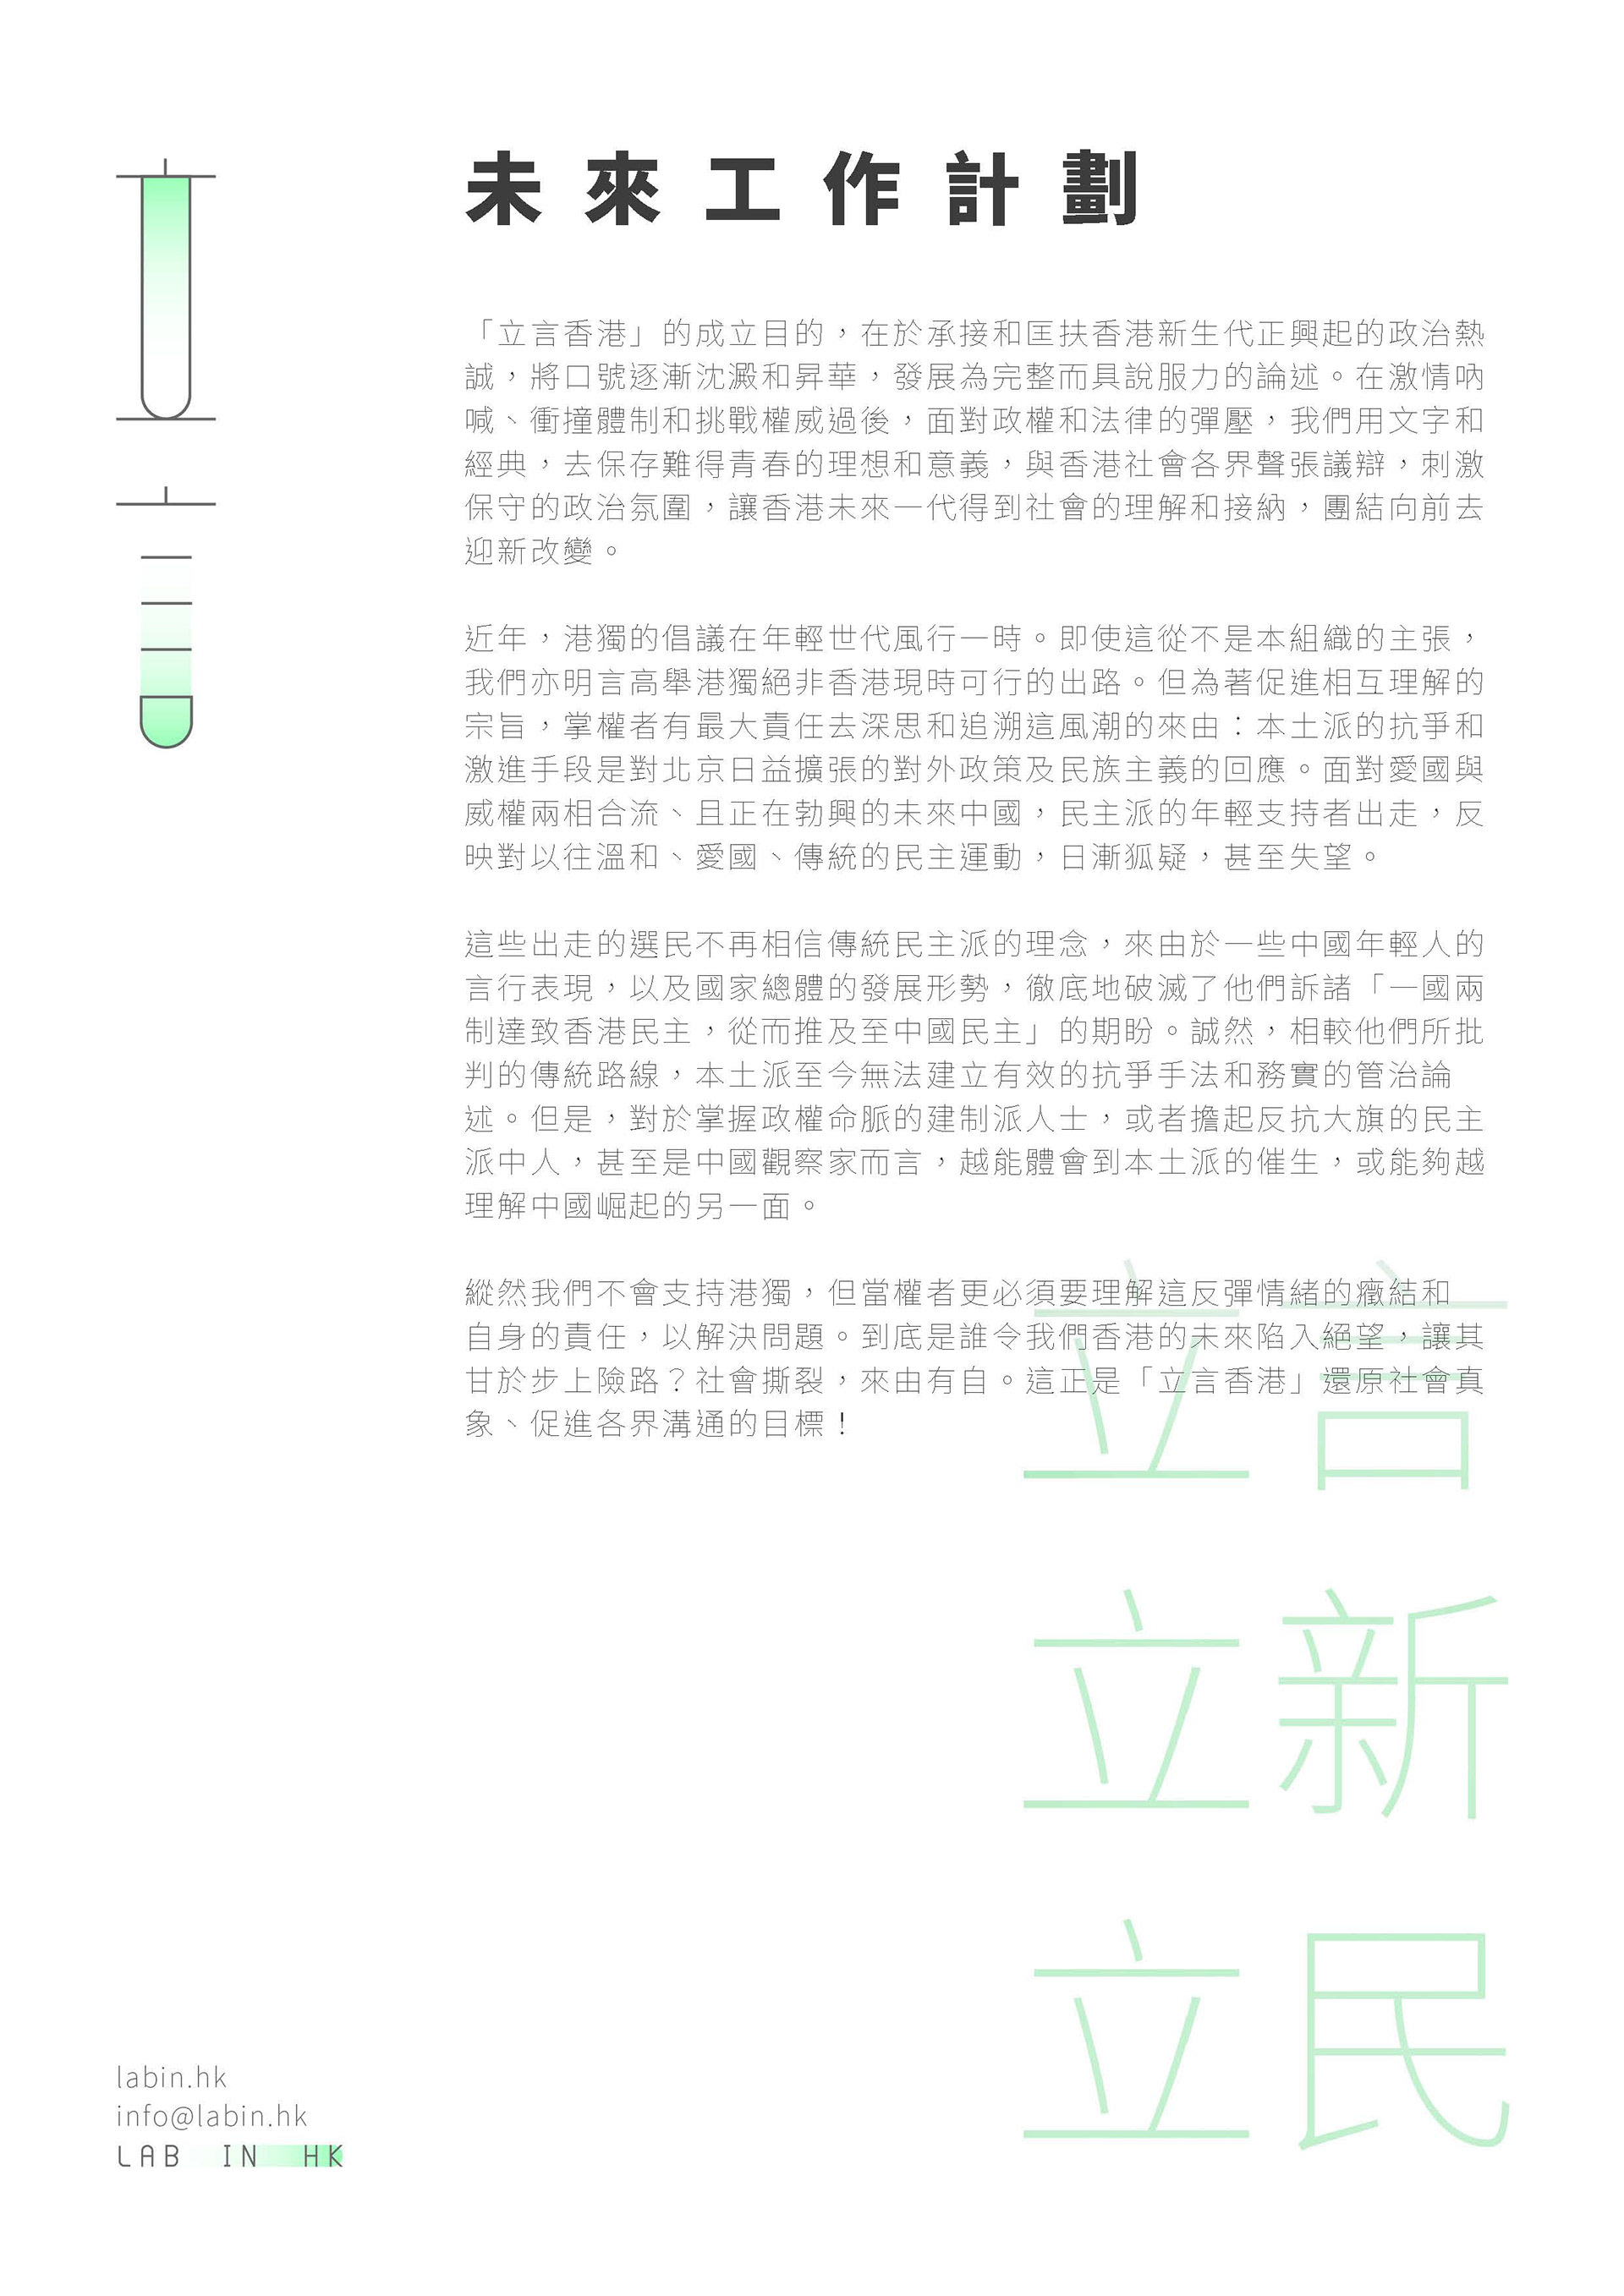 未來工作計劃
「立言香港」的成立目的，在於承接和匡扶香港新生代正興起的政治熱
誠，將口號逐漸沈澱和昇華，發展為完整而具說服力的論述。在激情吶
喊、衝撞體制和挑戰權威過後，面對政權和法律的彈壓，我們用文字和
經典，去保存難得青春的理想和意義，與香港社會各界聲張議辯，刺激
保守的政治氛圍，讓香港未來一代得到社會的理解和接納，團結向前去
迎新改變。
近年，港獨的倡議在年輕世代風行一時。即使這從不是本組織的主張，
我們亦明言高舉港獨絕非香港現時可行的出路。但為著促進相互理解的
宗旨，掌權者有最大責任去深思和追溯這風潮的來由：本土派的抗爭和
激進手段是對北京日益擴張的對外政策及民族主義的回應。面對愛國與
威權兩相合流、且正在勃興的未來中國，民主派的年輕支持者出走，反
映對以往溫和、愛國、傳統的民主運動，日漸狐疑，甚至失望。
這些出走的選民不再相信傳統民主派的理念，來由於一些中國年輕人的
言行表現，以及國家總體的發展形勢，徹底地破滅了他們訴諸「一國兩
制達致香港民主，從而推及至中國民主」的期盼。誠然，相較他們所批
判的傳統路線，本土派至今無法建立有效的抗爭手法和務實的管治論
述。但是，對於掌握政權命脈的建制派人士，或者擔起反抗大旗的民主
派中人，甚至是中國觀察家而言，越能體會到本土派的催生，或能夠越
理解中國崛起的另一面。
縱然我們不會支持港獨，但當權者更必須要理解這反彈情緒的癥結和
自身的責任，以解決問題。到底是誰令我們香港的未來陷入絕望，讓其
甘於步上險路？社會撕裂，來由有自。這正是「立言香港」還原社會真
象、促進各界溝通的目標！
立言
立新
立民
labin.hk
info@labin.hk
LAB IN HK